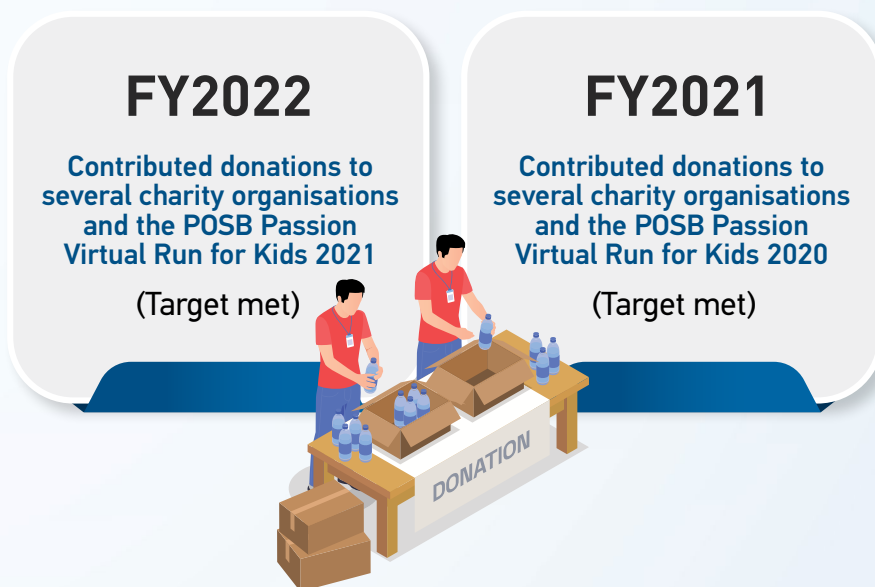 FY2022
Contributed donations to
several charity organisations
and the POSB Passion
Virtual Run for Kids 2021
(Target met)
FY2021
Contributed donations to
several charity organisations
and the POSB Passion
Virtual Run for Kids 2020
(Target met)
DONATION